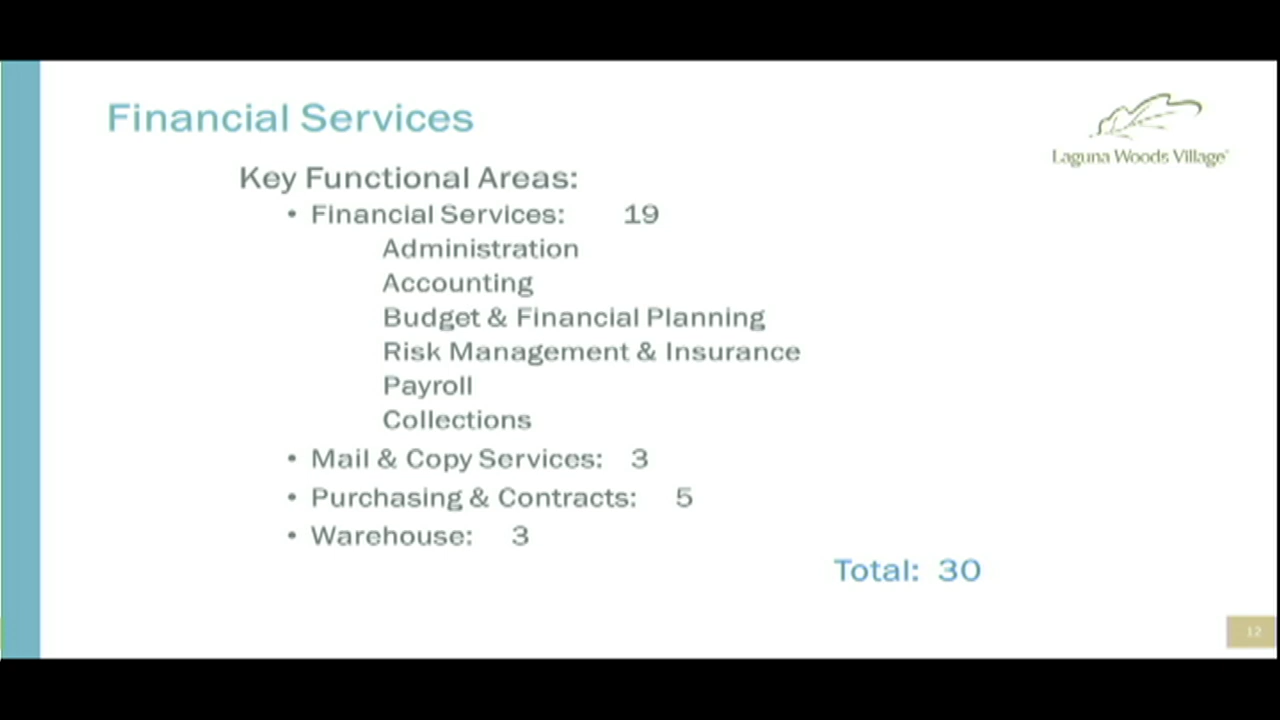 Financial Services
Laguna Woods Village
Key Functional Areas:
• Financial Services: 19
Administration
Accounting
Budget & Financial Planning
Risk Management & Insurance
Payroll
Collections
• Mail & Copy Services: 3
• Purchasing & Contracts: 5
• Warehouse: 3
Total: 30
12